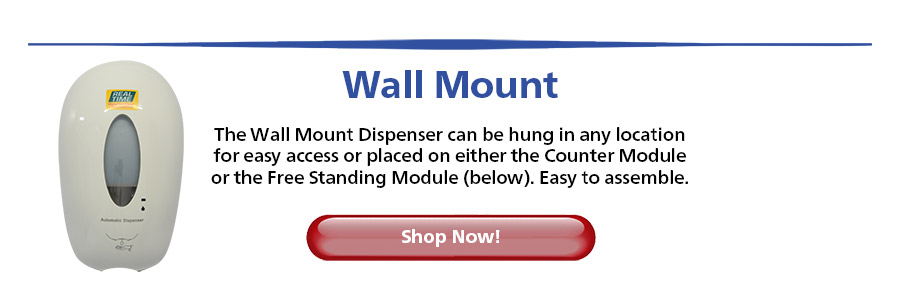 Wall Mount
REAL
TIME
The Wall Mount Dispenser can be hung in any location
for easy access or placed on either the Counter Module
or the Free Standing Module (below). Easy to assemble.
Automatic Dispenser
Shop Now!